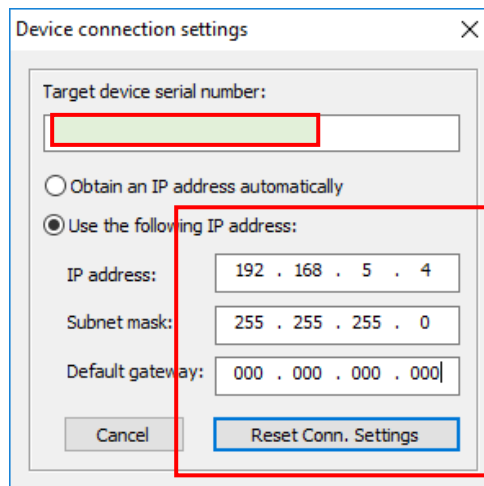 Device connection settings
Target device serial number:
Obtain an IP address automatically
Use the following IP address:
IP address: 192 . 168 . 5 . 4
Subnet mask: 255 . 255 . 255 . 0
Default gateway: 000 . 000 . 000 . 000
Cancel Reset Conn. Settings